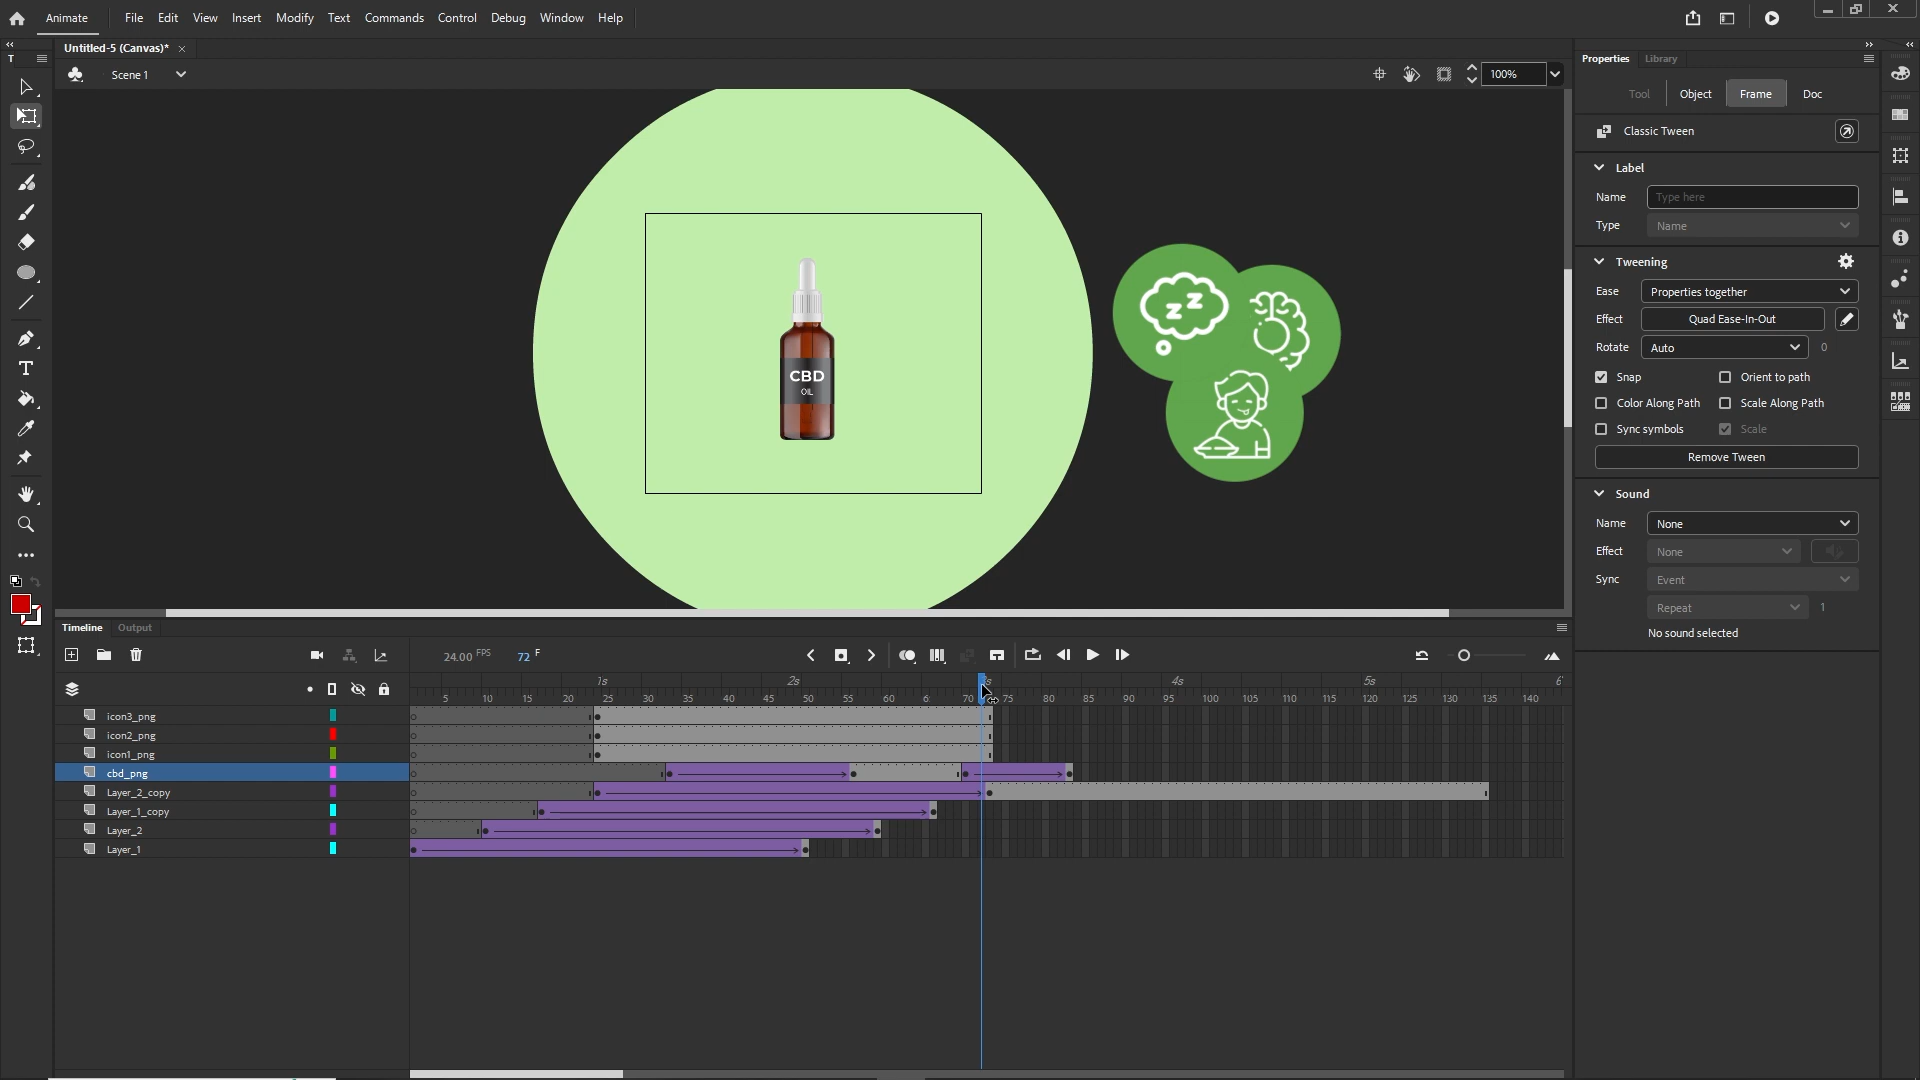 Animate
File Edit View Insert Modify Text Commands Control Debug Window Help
Untitled-5 (Canvas)*
Scene 1
100%
CBD
OIL
T
Properties Library
Tool Object Frame Doc
Classic Tween
Label
Name Type here
Type Name
Tweening
Ease Properties together
Effect Quad Ease-In-Out
Rotate Auto 0
Snap Orient to path
Color Along Path Scale Along Path
Sync symbols Scale
Remove Tween
Sound
Name None
Effect None
Sync Event
Repeat 1
No sound selected
Timeline Output
24.00 FPS 72 F
1s 2s 4s 5s
5 10 15 20 25 30 35 40 45 50 55 60 70 75 80 85 90 95 100 105 110 115 120 125 130 135 140
icon3_png
icon2_png
icon1_png
cbd_png
Layer_2_copy
Layer_1_copy
Layer_2
Layer_1